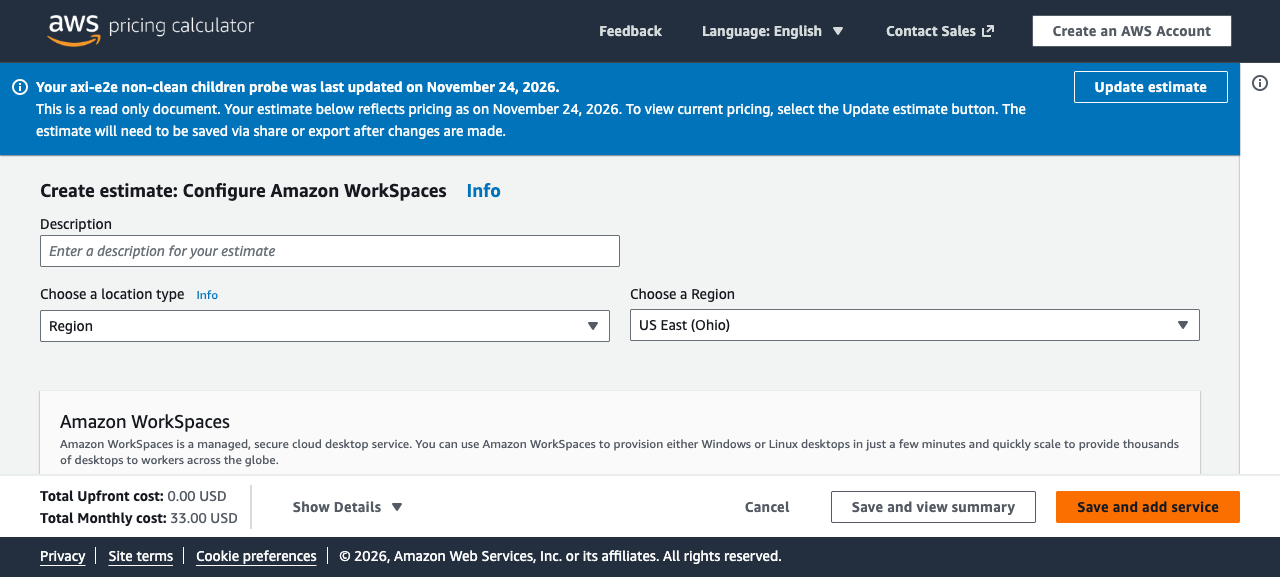 aws pricing calculator
Feedback
Language: English
Contact Sales
Create an AWS Account
Your axi-e2e non-clean children probe was last updated on November 24, 2026.
This is a read only document. Your estimate below reflects pricing as on November 24, 2026. To view current pricing, select the Update estimate button. The
estimate will need to be saved via share or export after changes are made.
Update estimate
Create estimate: Configure Amazon WorkSpaces Info
Description
Enter a description for your estimate
Choose a location type Info
Region
Choose a Region
US East (Ohio)
Amazon WorkSpaces
Amazon WorkSpaces is a managed, secure cloud desktop service. You can use Amazon WorkSpaces to provision either Windows or Linux desktops in just a few minutes and quickly scale to provide thousands
of desktops to workers across the globe.
Total Upfront cost: 0.00 USD
Total Monthly cost: 33.00 USD
Show Details
Cancel
Save and view summary
Save and add service
Privacy
Site terms
Cookie preferences
© 2026, Amazon Web Services, Inc. or its affiliates. All rights reserved.